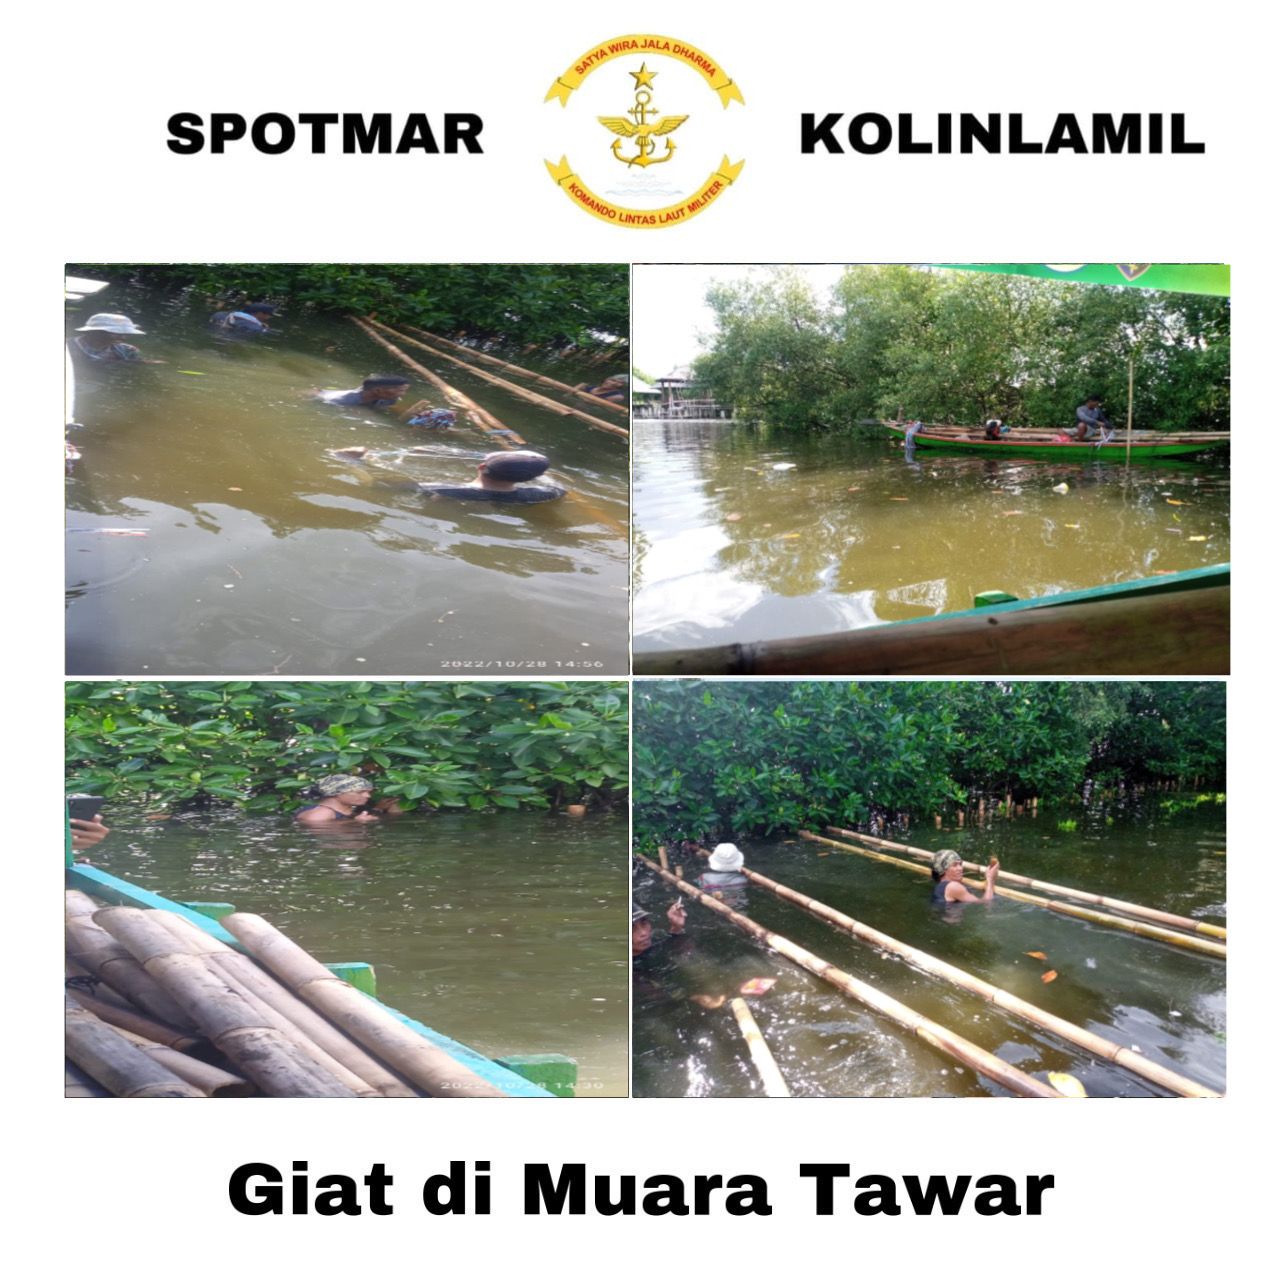 SPOTMAR
SATYA WIRA JALA DHARMA
KOMANDO LINTAS LAUT MILITER
KOLINLAMIL
2022/10/28 14:56
2022/10/28 14:30
Giat di Muara Tawar